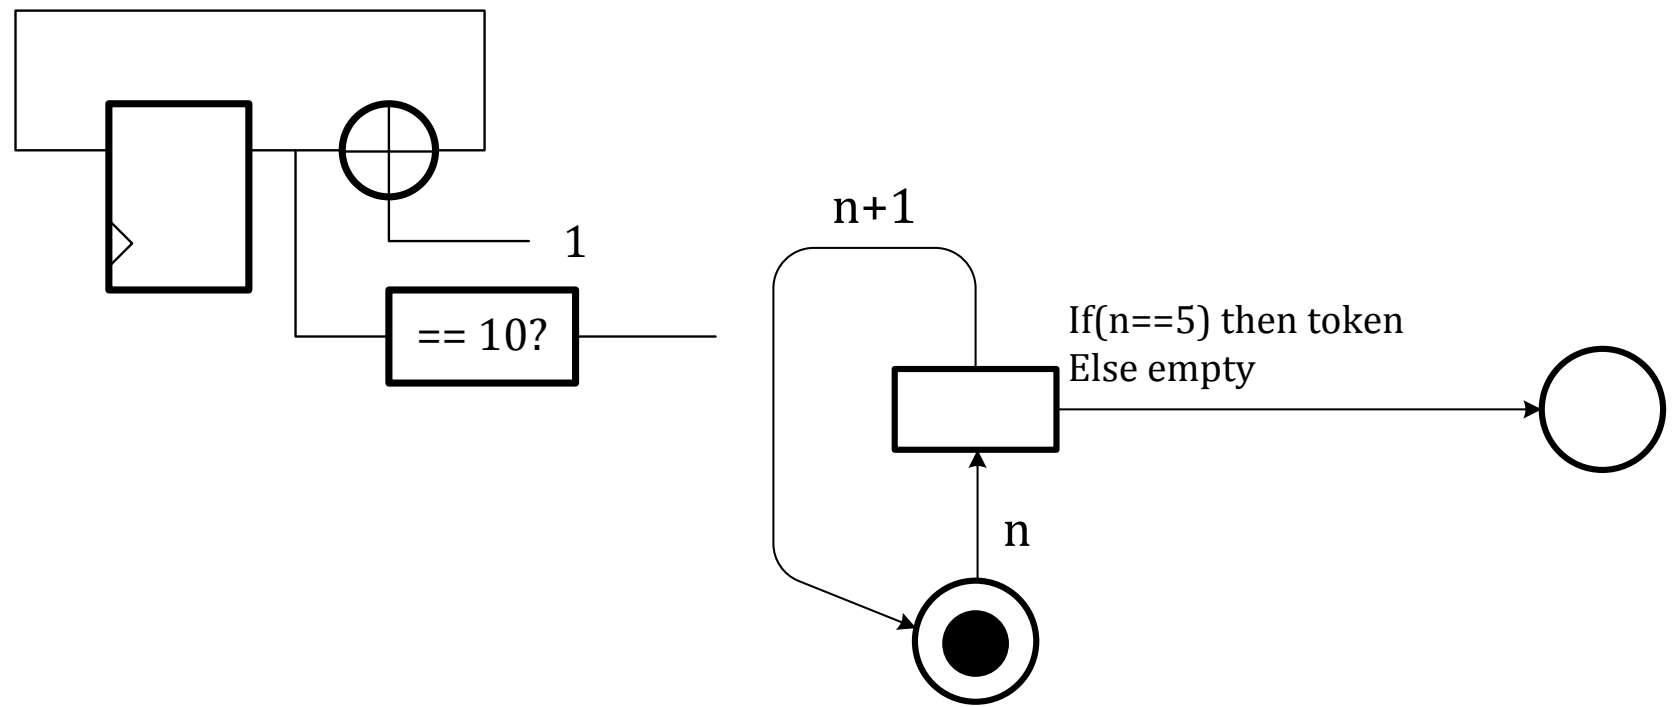 1
== 10?
n+1
If(n==5) then token
Else empty
n